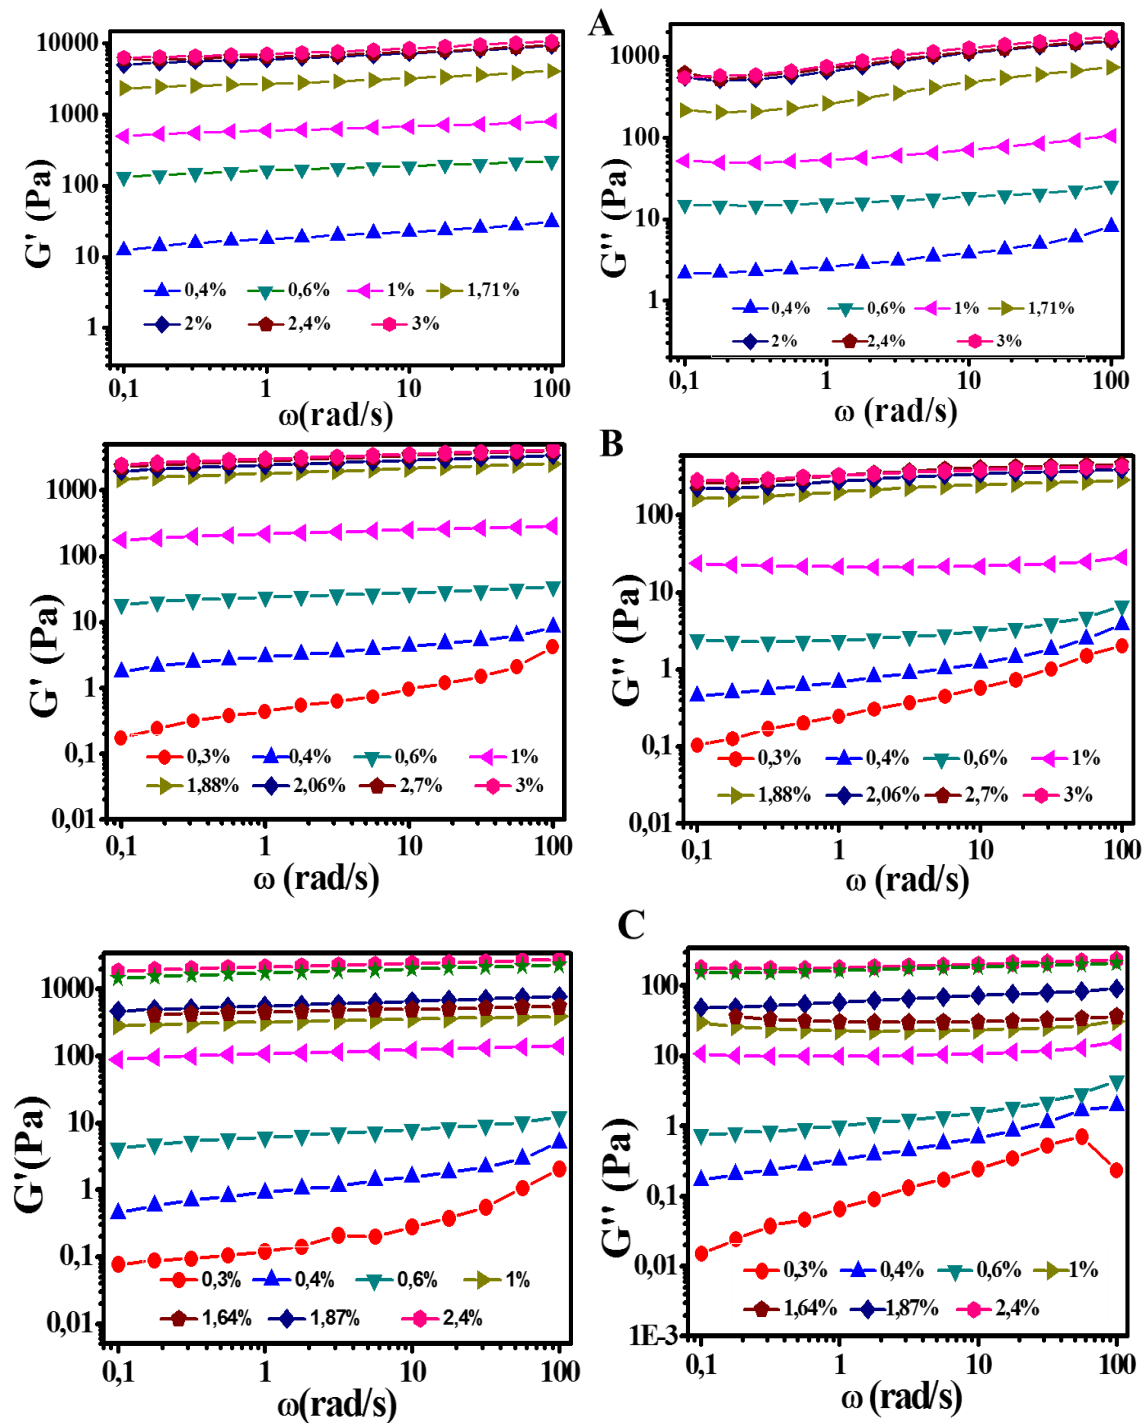 A
10000
1000
100
10
1
G' (Pa)
0,4% 0,6% 1% 1,71%
2% 2,4% 3%
0,1 1 10 100
ω(rad/s)
1000
100
10
1
G'' (Pa)
0,4% 0,6% 1% 1,71%
2% 2,4% 3%
0,1 1 10 100
ω (rad/s)
B
1000
100
10
1
0,1
0,01
G' (Pa)
0,3% 0,4% 0,6% 1%
1,88% 2,06% 2,7% 3%
0,1 1 10 100
ω (rad/s)
100
10
1
0,1
0,01
G'' (Pa)
0,3% 0,4% 0,6% 1%
1,88% 2,06% 2,7% 3%
0,1 1 10 100
ω (rad/s)
C
1000
100
10
1
0,1
0,01
G'(Pa)
0,3% 0,4% 0,6% 1%
1,64% 1,87% 2,4%
0,1 1 10 100
ω(rad/s)
100
10
1
0,1
0,01
1E-3
G'' (Pa)
0,3% 0,4% 0,6% 1%
1,64% 1,87% 2,4%
0,1 1 10 100
ω (rad/s)